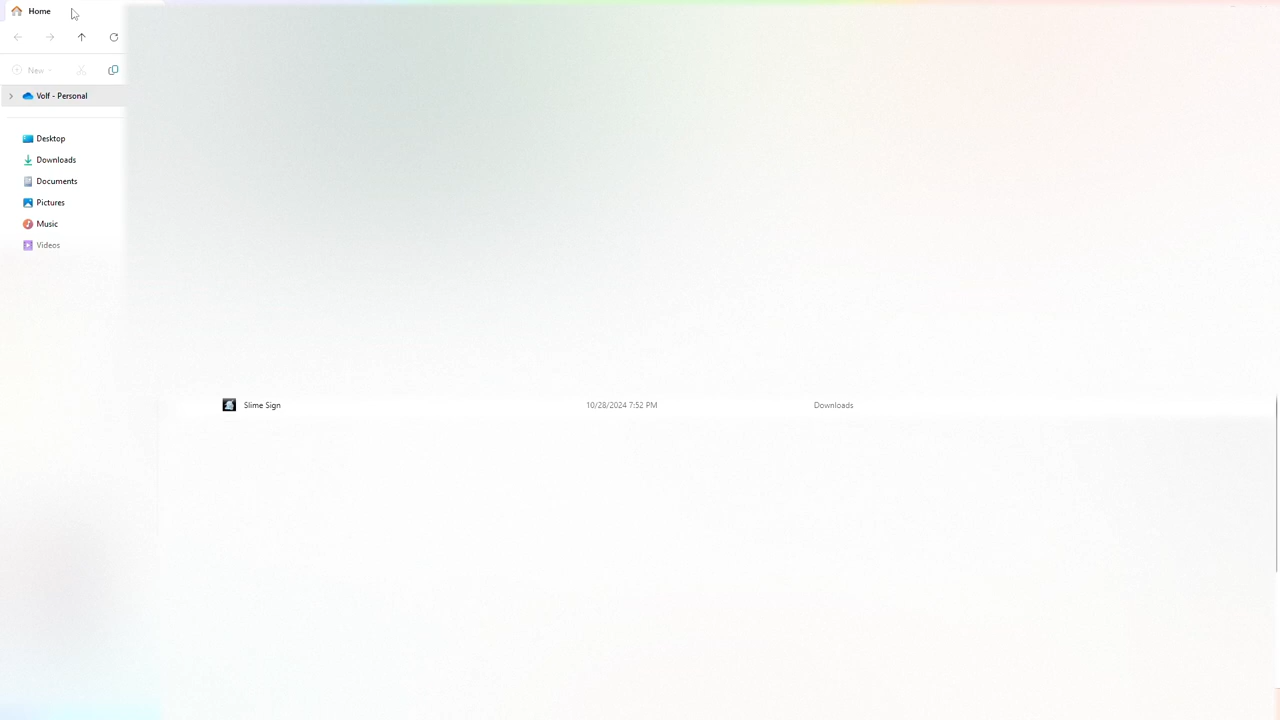 Home
New
Volf - Personal
Desktop
Downloads
Documents
Pictures
Music
Videos
Slime Sign 10/28/2024 7:52 PM Downloads